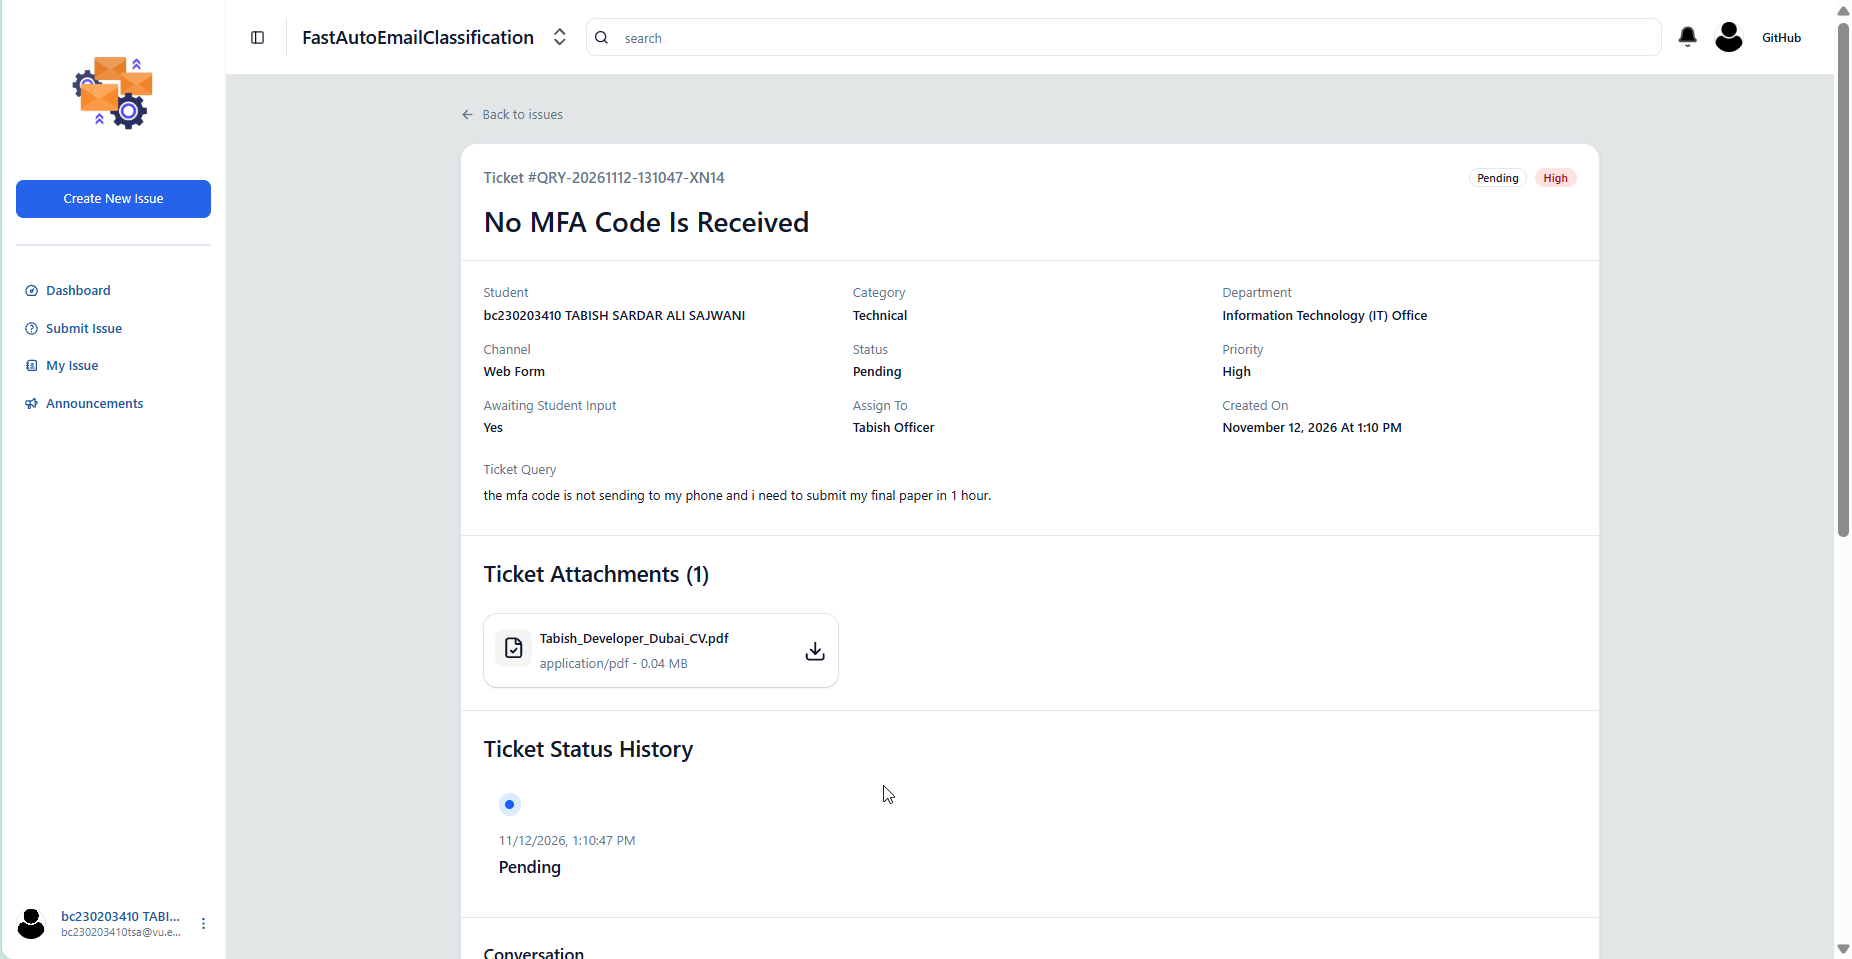 FastAutoEmailClassification
search
GitHub
Create New Issue
Dashboard
Submit Issue
My Issue
Announcements
bc230203410 TABI...
bc230203410tsa@vu.e...
Back to issues
Ticket #QRY-20261112-131047-XN14
Pending
High
No MFA Code Is Received
Student
bc230203410 TABISH SARDAR ALI SAJWANI
Category
Technical
Department
Information Technology (IT) Office
Channel
Web Form
Status
Pending
Priority
High
Awaiting Student Input
Yes
Assign To
Tabish Officer
Created On
November 12, 2026 At 1:10 PM
Ticket Query
the mfa code is not sending to my phone and i need to submit my final paper in 1 hour.
Ticket Attachments (1)
Tabish_Developer_Dubai_CV.pdf
application/pdf - 0.04 MB
Ticket Status History
11/12/2026, 1:10:47 PM
Pending
Conversation